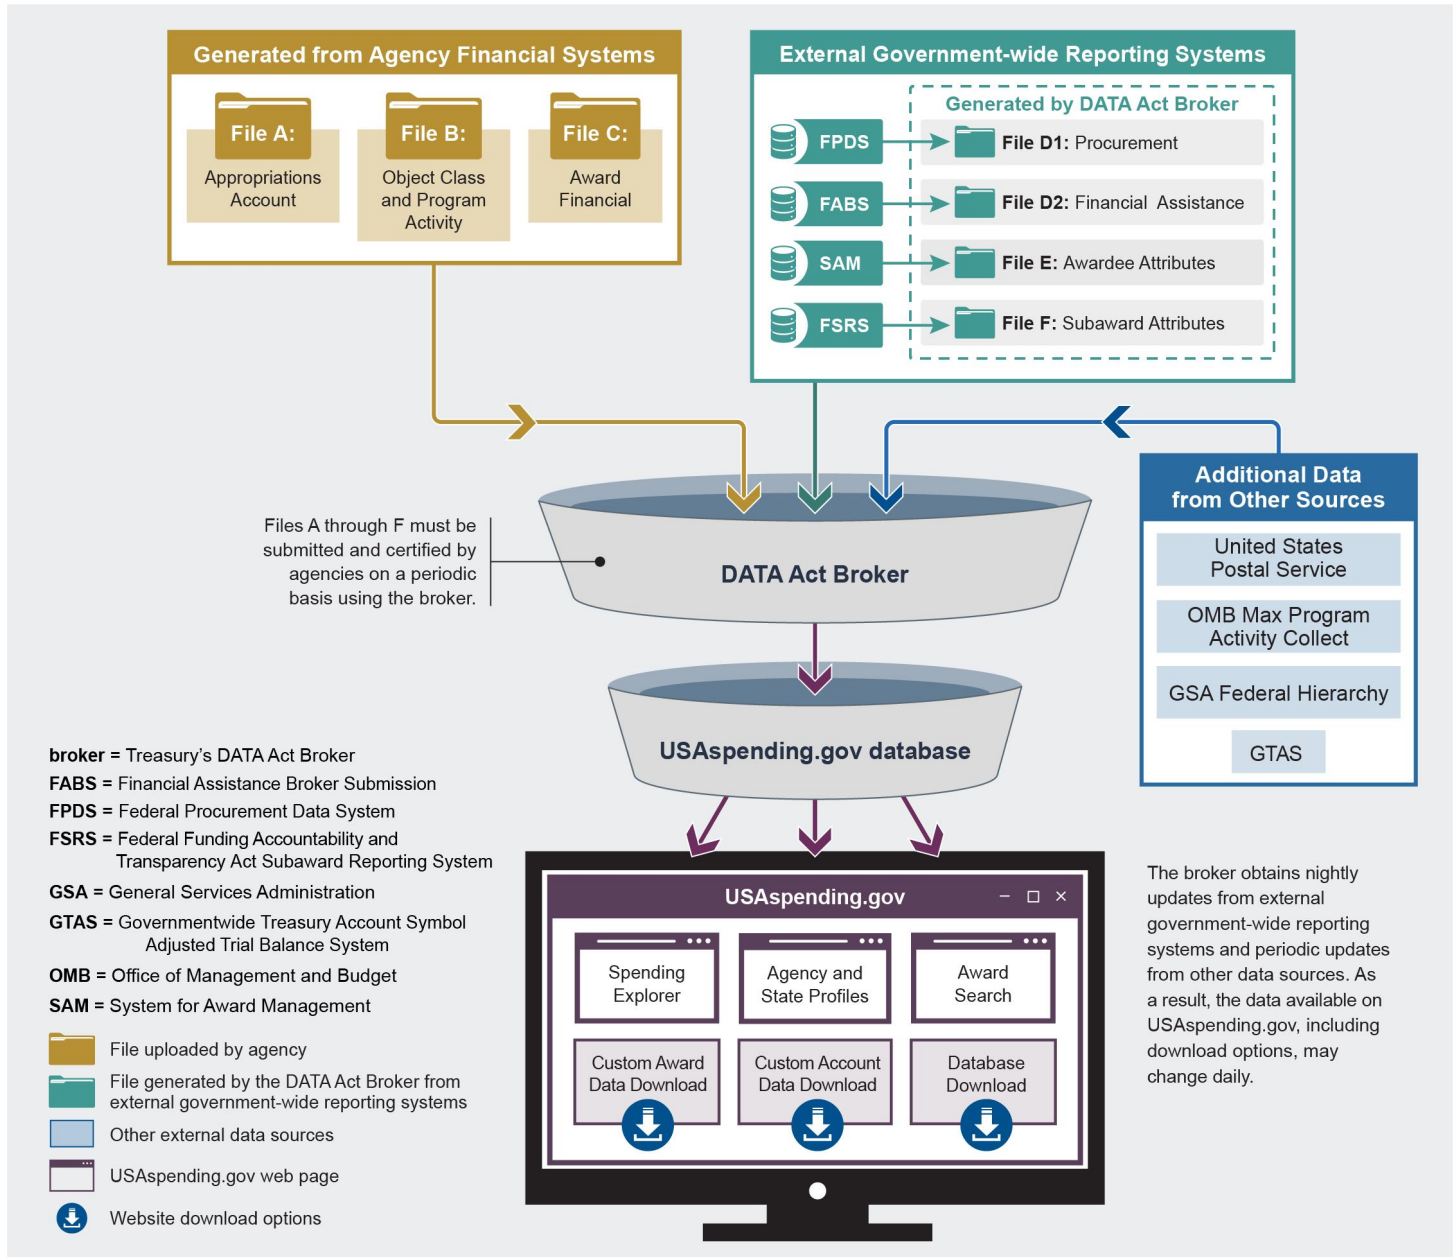 Generated from Agency Financial Systems
File A:
Appropriations
Account
File B:
Object Class
and Program
Activity
File C:
Award
Financial
External Government-wide Reporting Systems
Generated by DATA Act Broker
FPDS
File D1: Procurement
FABS
File D2: Financial Assistance
SAM
File E: Awardee Attributes
FSRS
File F: Subaward Attributes
Additional Data
from Other Sources
United States
Postal Service
OMB Max Program
Activity Collect
GSA Federal Hierarchy
GTAS
Files A through F must be
submitted and certified by
agencies on a periodic
basis using the broker.
DATA Act Broker
USAspending.gov database
broker = Treasury’s DATA Act Broker
FABS = Financial Assistance Broker Submission
FPDS = Federal Procurement Data System
FSRS = Federal Funding Accountability and
Transparency Act Subaward Reporting System
GSA = General Services Administration
GTAS = Governmentwide Treasury Account Symbol
Adjusted Trial Balance System
OMB = Office of Management and Budget
SAM = System for Award Management
File uploaded by agency
File generated by the DATA Act Broker from
external government-wide reporting systems
Other external data sources
USAspending.gov web page
Website download options
USAspending.gov
Spending
Explorer
Agency and
State Profiles
Award
Search
Custom Award
Data Download
Custom Account
Data Download
Database
Download
The broker obtains nightly
updates from external
government-wide reporting
systems and periodic updates
from other data sources. As
a result, the data available on
USAspending.gov, including
download options, may
change daily.